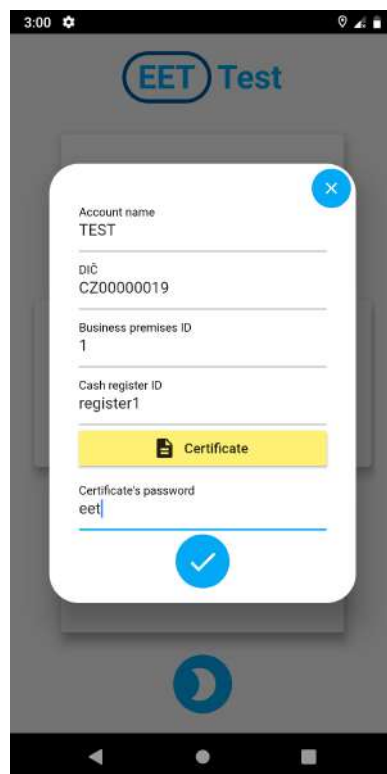 3:00
EET Test
Account name
TEST
DIČ
CZ00000019
Business premises ID
1
Cash register ID
register1
Certificate
Certificate's password
eet